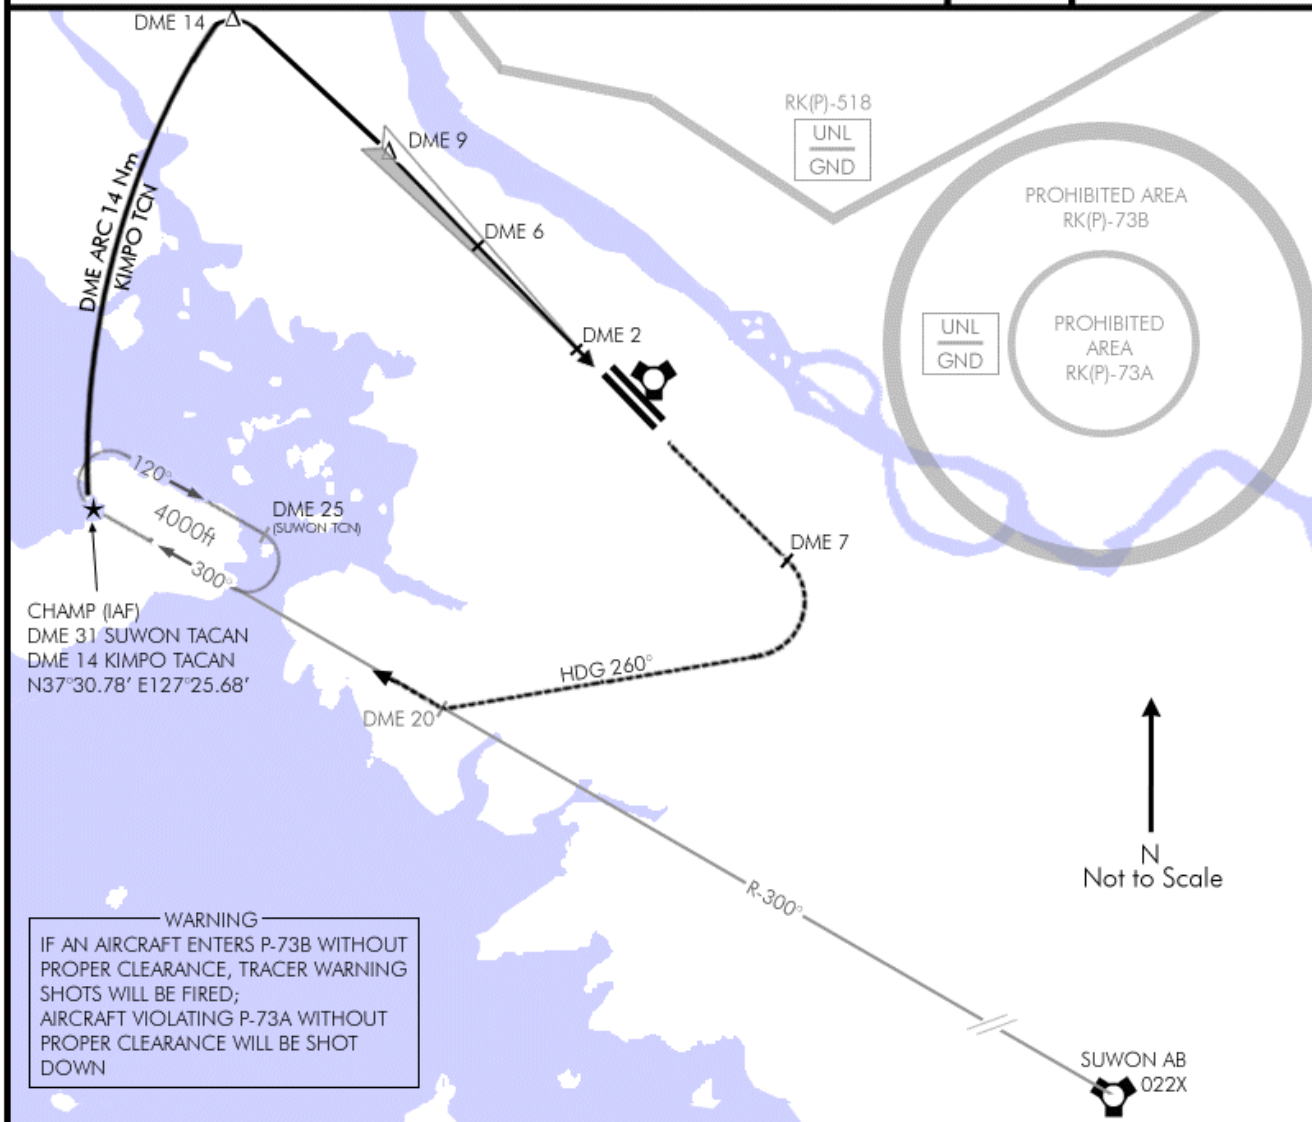 DME 14
RK(P)-518
UNL
GND
DME 9
PROHIBITED AREA
RK(P)-73B
DME 6
DME ARC 14 Nm
KIMPO TCN
UNL
GND
PROHIBITED
AREA
RK(P)-73A
DME 2
120°
4000ft
300°
DME 25
(SUWON TCN)
DME 7
CHAMP (IAF)
DME 31 SUWON TACAN
DME 14 KIMPO TACAN
N37°30.78' E127°25.68'
HDG 260°
DME 20
N
Not to Scale
R-300°
WARNING
IF AN AIRCRAFT ENTERS P-73B WITHOUT
PROPER CLEARANCE, TRACER WARNING
SHOTS WILL BE FIRED;
AIRCRAFT VIOLATING P-73A WITHOUT
PROPER CLEARANCE WILL BE SHOT
DOWN
SUWON AB
022X